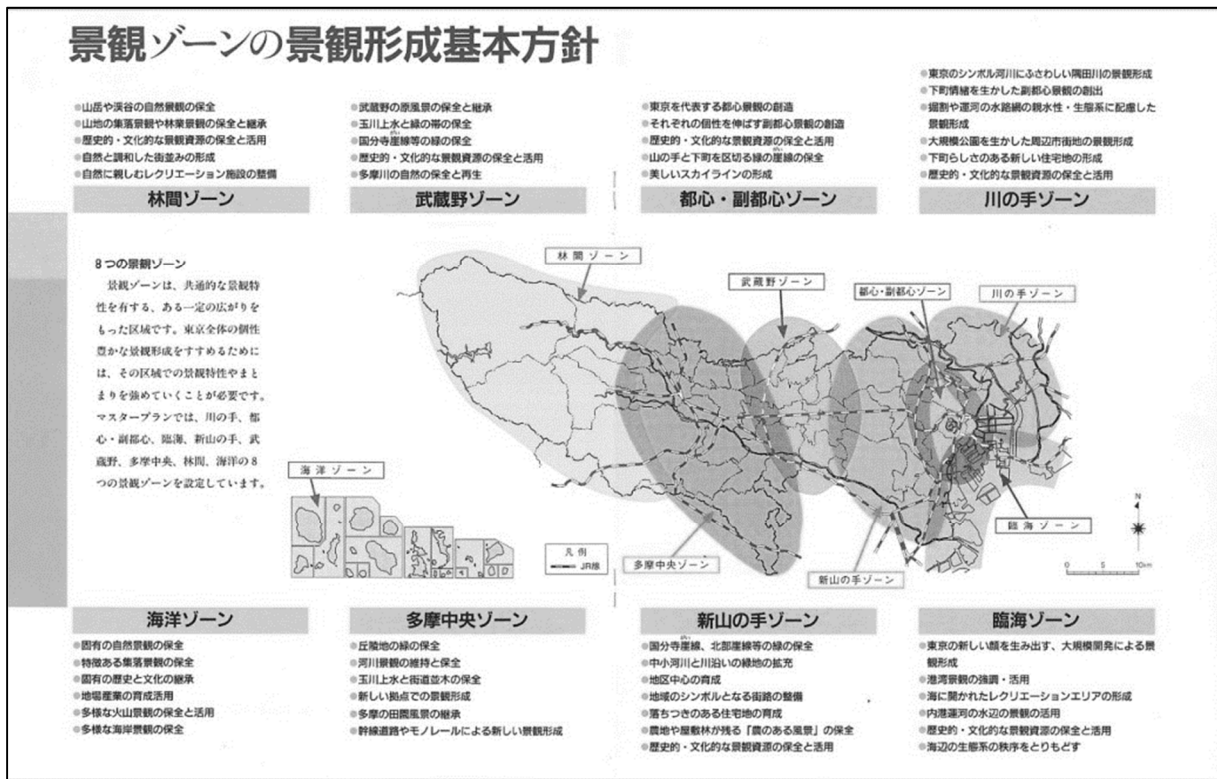 景観ゾーンの景観形成基本方針
●山岳や渓谷の自然景観の保全
●山地の集落景観や林業景観の保全と継承
●歴史的・文化的な景観資源の保全と活用
●自然と調和した街並みの形成
●自然に親しむレクリエーション施設の整備
林間ゾーン
●武蔵野の原風景の保全と継承
●玉川上水と緑の帯の保全
●国分寺崖線等の緑の保全
●歴史的・文化的な景観資源の保全と活用
●多摩川の自然の保全と再生
武蔵野ゾーン
●東京を代表する都心景観の創造
●それぞれの個性を伸ばす副都心景観の創造
●歴史的・文化的な景観資源の保全と活用
●山の手と下町を区切る緑の崖線の保全
●美しいスカイラインの形成
都心・副都心ゾーン
●東京のシンボル河川にふさわしい隅田川の景観形成
●下町情緒を生かした副都心景観の創出
●堀割や運河の水路網の親水性・生態系に配慮した
景観形成
●大規模公園を生かした周辺市街地の景観形成
●下町らしさのある新しい住宅地の形成
●歴史的・文化的な景観資源の保全と活用
川の手ゾーン
8つの景観ゾーン
景観ゾーンは、共通的な景観特
性を有する、ある一定の広がりを
もった区域です。東京全体の個性
豊かな景観形成をすすめるために
は、その区域での景観特性やまと
まりを強めていくことが必要です。
マスタープランでは、川の手、都
心・副都心、臨海、新山の手、武
蔵野、多摩中央、林間、海洋の8
つの景観ゾーンを設定しています。
林間ゾーン
武蔵野ゾーン
都心・副都心ゾーン
川の手ゾーン
海洋ゾーン
凡例
JR線
多摩中央ゾーン
新山の手ゾーン
臨海ゾーン
N
0 5 10km
海洋ゾーン
●固有の自然景観の保全
●特徴ある集落景観の保全
●固有の歴史と文化の継承
●地場産業の育成活用
●多様な火山景観の保全と活用
●多様な海岸景観の保全
多摩中央ゾーン
●丘陵地の緑の保全
●河川景観の維持と保全
●玉川上水と街道並木の保全
●新しい拠点での景観形成
●多摩の田園風景の継承
●幹線道路やモノレールによる新しい景観形成
新山の手ゾーン
●国分寺崖線、北部崖線等の緑の保全
●中小河川と川沿いの緑地の拡充
●地区中心の育成
●地域のシンボルとなる街路の整備
●落ちつきのある住宅地の育成
●農地や屋敷林が残る「農のある風景」の保全
●歴史的・文化的な景観資源の保全と活用
臨海ゾーン
●東京の新しい顔を生み出す、大規模開発による景
観形成
●港湾景観の強調・活用
●海に開かれたレクリエーションエリアの形成
●内港運河の水辺の景観の活用
●歴史的・文化的な景観資源の保全と活用
●海辺の生態系の秩序をとりもどす